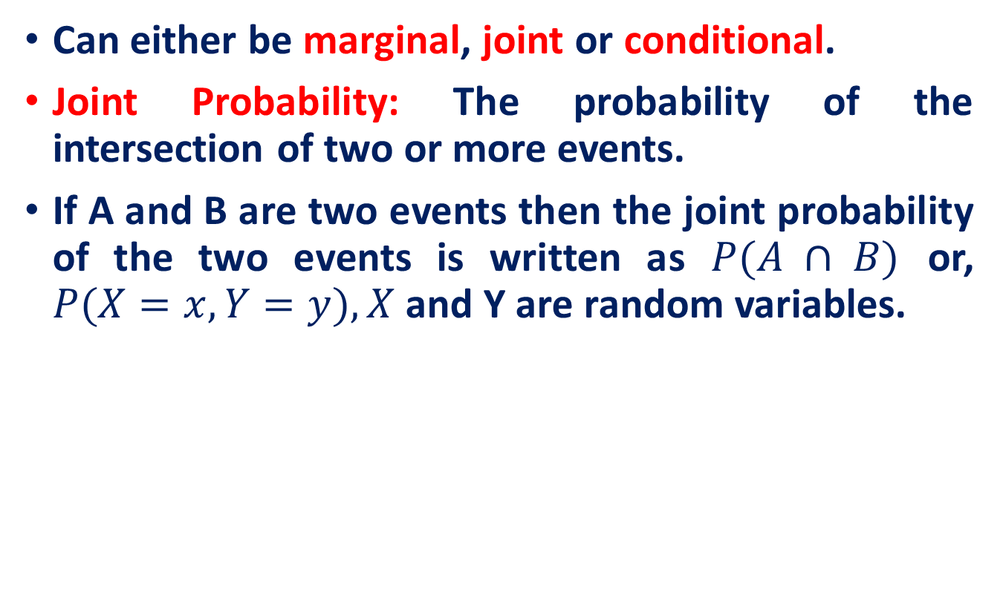 • Can either be marginal, joint or conditional.
• Joint Probability: The probability of the
intersection of two or more events.
• If A and B are two events then the joint probability
of the two events is written as P(A ∩ B) or,
P(X = x, Y = y), X and Y are random variables.